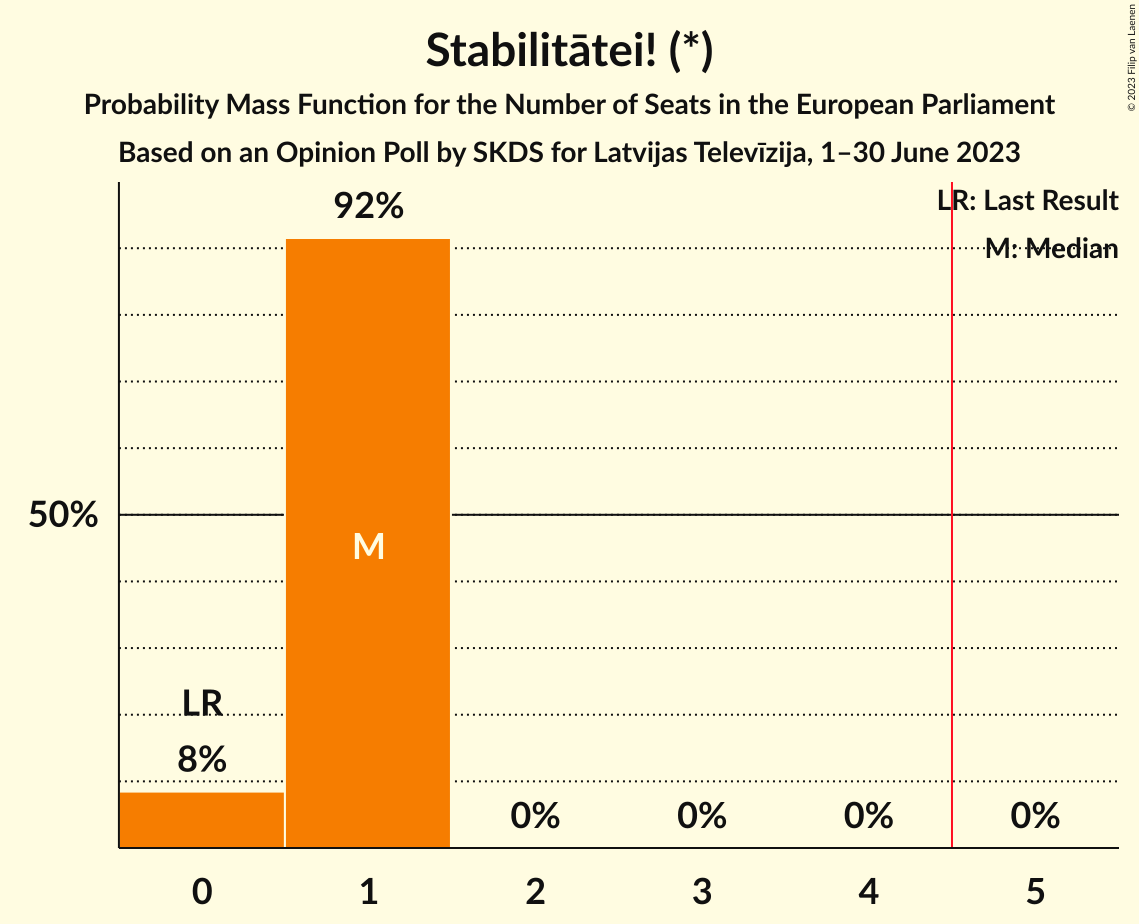 Stabilitātei! (*)
Probability Mass Function for the Number of Seats in the European Parliament
Based on an Opinion Poll by SKDS for Latvijas Televīzija, 1–30 June 2023
© 2023 Filip van Laenen
LR: Last Result
M: Median
92%
50%
M
LR
8%
0%
0%
0%
0%
0
1
2
3
4
5